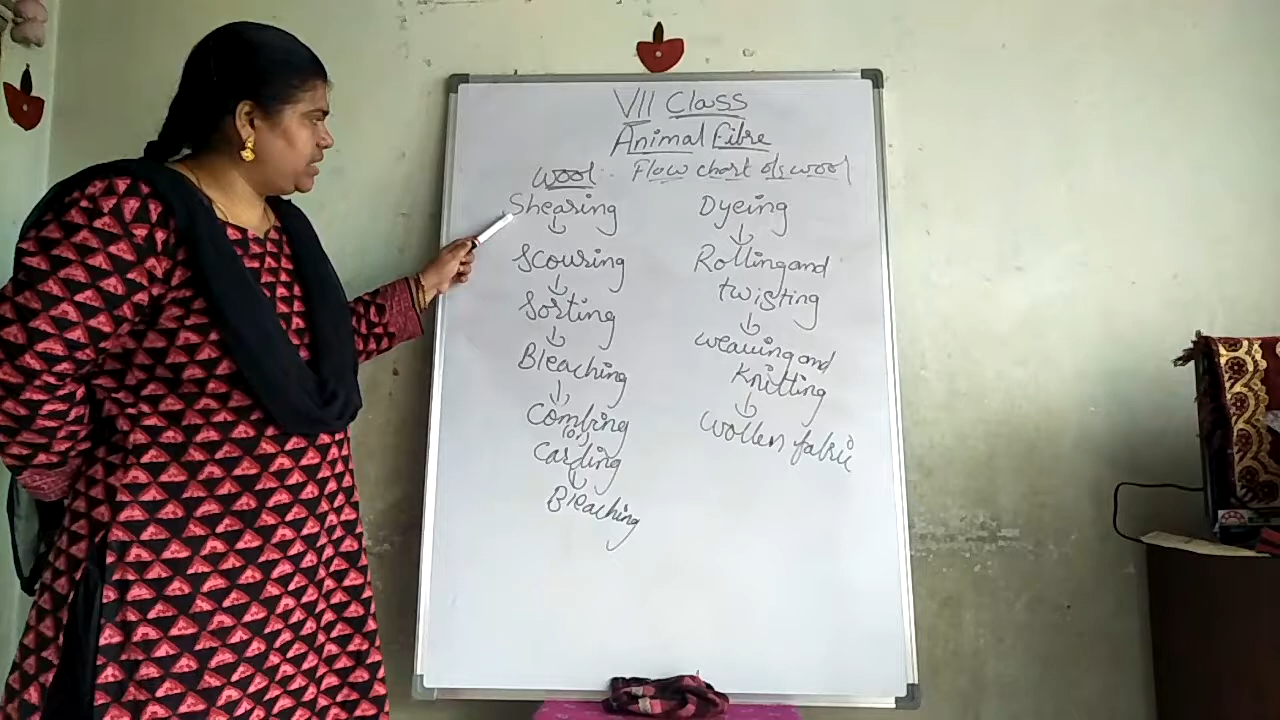 VII Class
Animal Fibre
Wool :- Flow chart of wool
Shearing
↓
Scouring
↓
Sorting
↓
Bleaching
↓
Combing
(or)
Carding
↓
Bleaching
Dyeing
↓
Rolling and
twisting
↓
weaving and
Knitting
↓
Wollen fabric